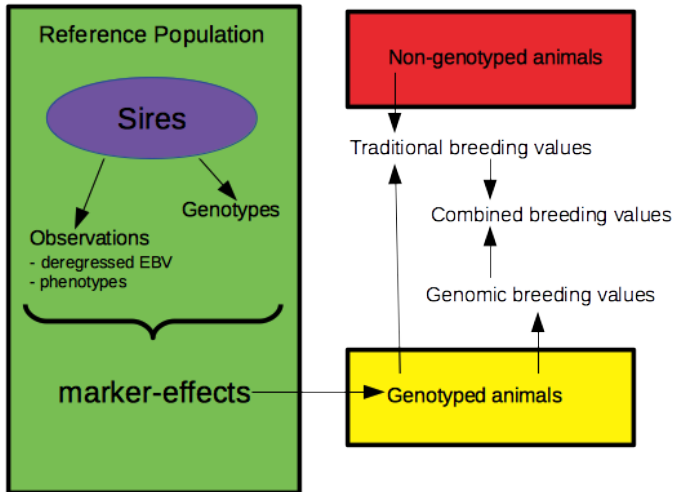 Reference Population
Sires
Genotypes
Observations
- deregressed EBV
- phenotypes
marker-effects
Non-genotyped animals
Traditional breeding values
Combined breeding values
Genomic breeding values
Genotyped animals